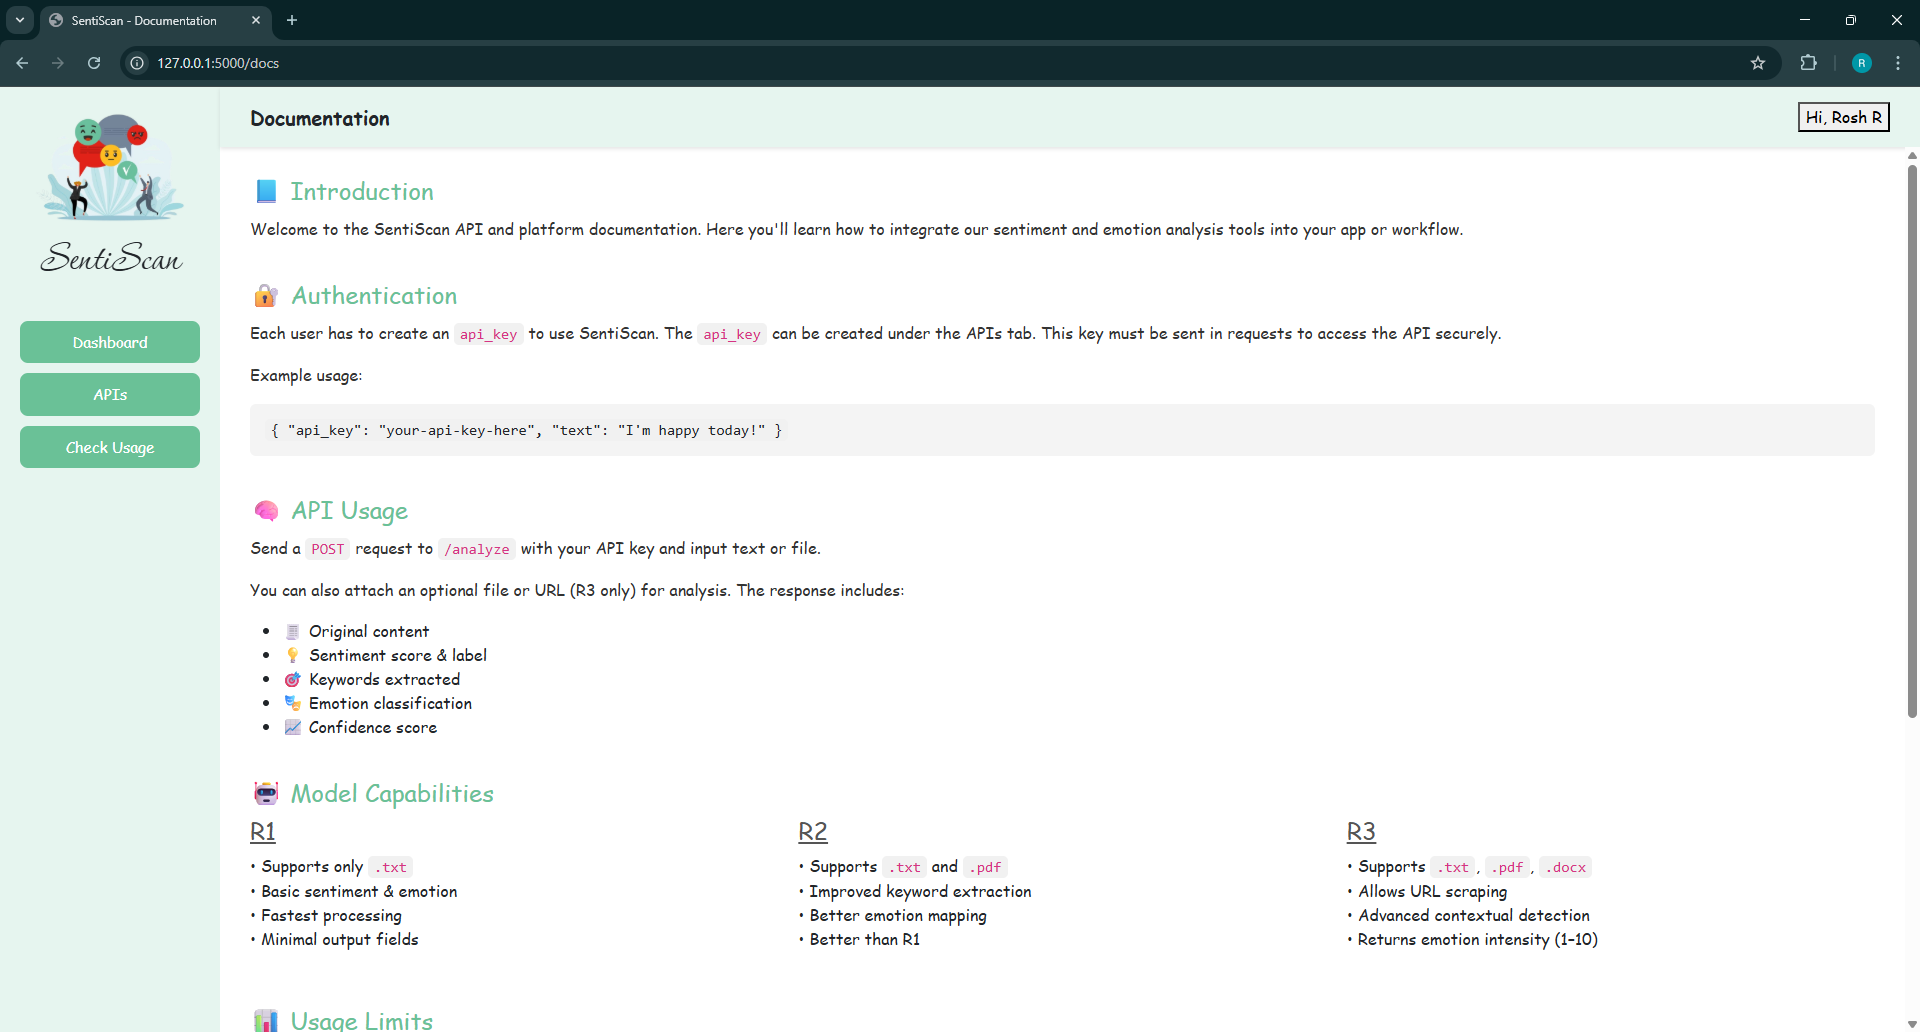 SentiScan - Documentation
127.0.0.1:5000/docs
R
SentiScan
Dashboard
APIs
Check Usage
Documentation
Hi, Rosh R
Introduction
Welcome to the SentiScan API and platform documentation. Here you'll learn how to integrate our sentiment and emotion analysis tools into your app or workflow.
Authentication
Each user has to create an api_key to use SentiScan. The api_key can be created under the APIs tab. This key must be sent in requests to access the API securely.
Example usage:
{ "api_key": "your-api-key-here", "text": "I'm happy today!" }
API Usage
Send a POST request to /analyze with your API key and input text or file.
You can also attach an optional file or URL (R3 only) for analysis. The response includes:
• Original content
• Sentiment score & label
• Keywords extracted
• Emotion classification
• Confidence score
Model Capabilities
R1
• Supports only .txt
• Basic sentiment & emotion
• Fastest processing
• Minimal output fields
R2
• Supports .txt and .pdf
• Improved keyword extraction
• Better emotion mapping
• Better than R1
R3
• Supports .txt, .pdf, .docx
• Allows URL scraping
• Advanced contextual detection
• Returns emotion intensity (1–10)
Usage Limits